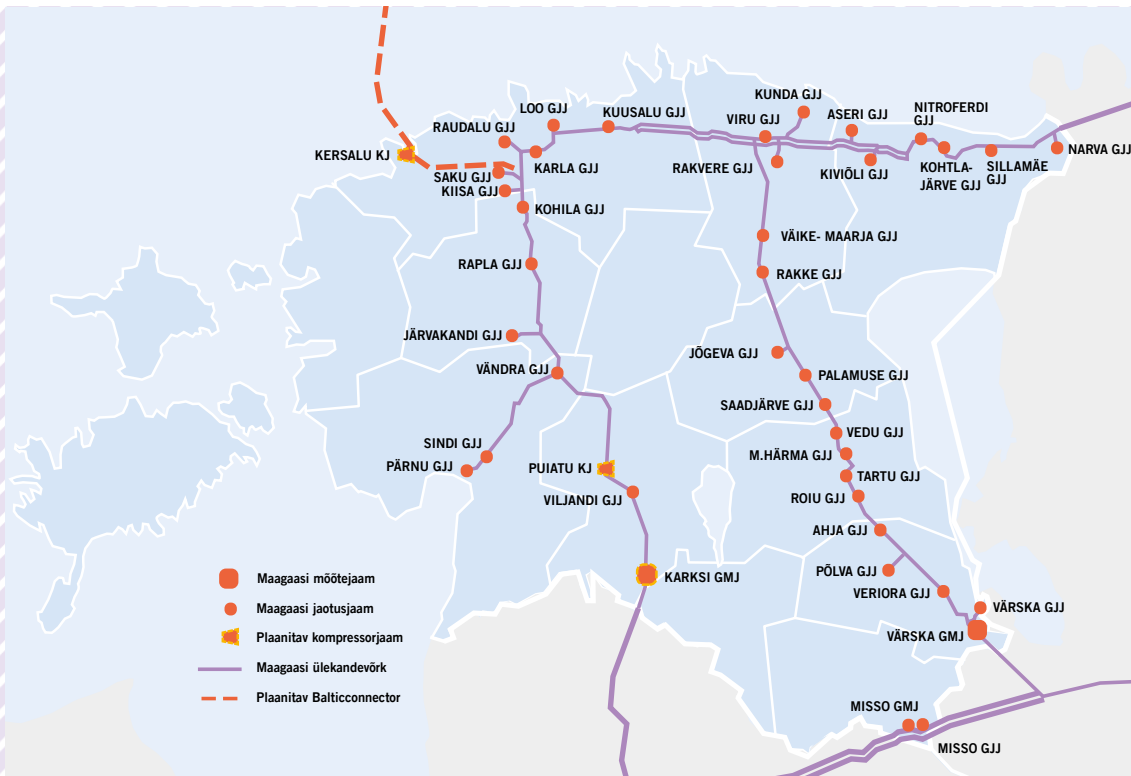 KUNDA GJJ
LOO GJJ
KUUSALU GJJ
VIRU GJJ
ASERI GJJ
NITROFERDI
GJJ
RAUDALU GJJ
KERSALU KJ
KARLA GJJ
RAKVERE GJJ
KIVIÕLI GJJ
KOHTLA-
JÄRVE GJJ
SILLAMÄE
GJJ
NARVA GJJ
SAKU GJJ
KIISA GJJ
KOHILA GJJ
VÄIKE- MAARJA GJJ
RAPLA GJJ
RAKKE GJJ
JÄRVAKANDI GJJ
JÕGEVA GJJ
VÄNDRA GJJ
PALAMUSE GJJ
SAADJÄRVE GJJ
VEDU GJJ
SINDI GJJ
M.HÄRMA GJJ
PÄRNU GJJ
PUIATU KJ
TARTU GJJ
VILJANDI GJJ
ROIU GJJ
AHJA GJJ
KARKSI GMJ
PÕLVA GJJ
VERIORA GJJ
VÄRSKA GJJ
VÄRSKA GMJ
MISSO GMJ
MISSO GJJ
Maagaasi mõõtejaam
Maagaasi jaotusjaam
Plaanitav kompressorjaam
Maagaasi ülekandevõrk
Plaanitav Balticconnector